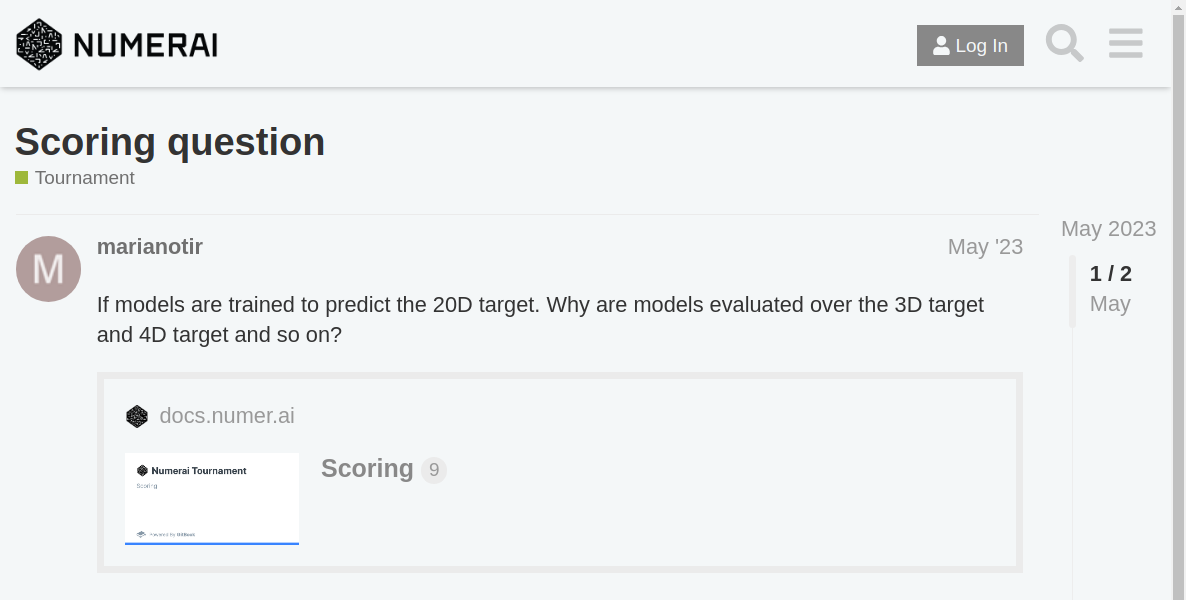 NUMERAI
Log In
Scoring question
Tournament
May 2023
M
marianotir
May '23
1 / 2
May
If models are trained to predict the 20D target. Why are models evaluated over the 3D target
and 4D target and so on?
docs.numer.ai
Numerai Tournament
Scoring
Powered By GitBook
Scoring 9